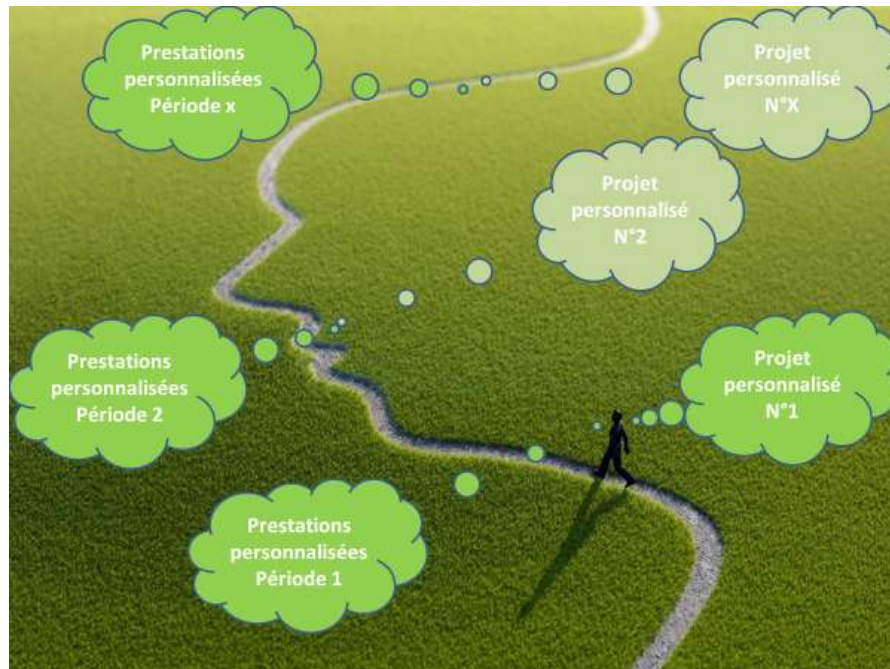 Prestations
personnalisées
Période x
Projet
personnalisé
N°X
Projet
personnalisé
N°2
Prestations
personnalisées
Période 2
Projet
personnalisé
N°1
Prestations
personnalisées
Période 1